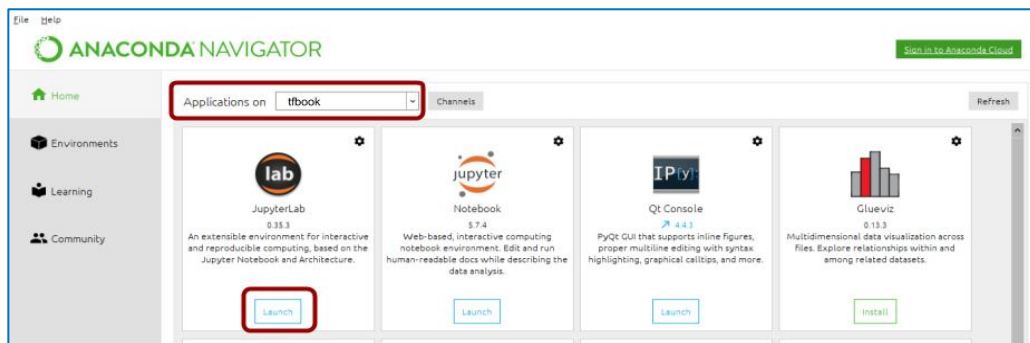 File Help
ANACONDA NAVIGATOR
Sign in to Anaconda Cloud
Home
Environments
Learning
Community
Applications on tfbook Channels Refresh
lab
JupyterLab
0.35.3
An extensible environment for interactive
and reproducible computing, based on the
Jupyter Notebook and Architecture.
Launch
jupyter
Notebook
5.7.4
Web-based, interactive computing
notebook environment. Edit and run
human-readable docs while describing the
data analysis.
Launch
IP[y]:
Qt Console
4.4.3
PyQt GUI that supports inline figures,
proper multiline editing with syntax
highlighting, graphical calltips, and more.
Launch
Glueviz
0.13.3
Multidimensional data visualization across
files. Explore relationships within and
among related datasets.
Install